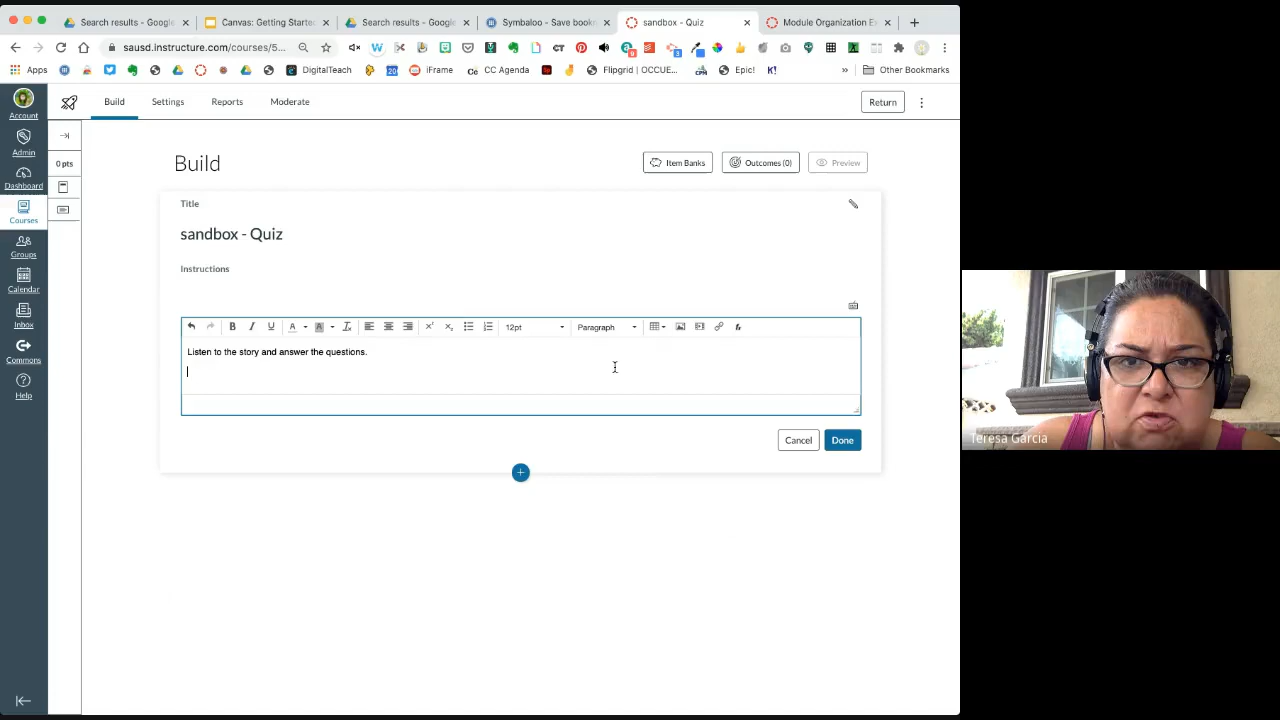 Search results - Google
Canvas: Getting Starte
Search results - Google
Symbaloo - Save book
sandbox - Quiz
Module Organization Ex
sausd.instructure.com/courses/5...
Apps
DigitalTeach
iFrame
CC Agenda
Flipgrid | OCCUE...
Epic!
Other Bookmarks
Account
Admin
Dashboard
Courses
Groups
Calendar
Inbox
Commons
Help
0 pts
Build
Settings
Reports
Moderate
Return
Build
Item Banks
Outcomes (0)
Preview
Title
sandbox - Quiz
Instructions
12pt
Paragraph
Listen to the story and answer the questions.
Cancel
Done
Teresa Garcia